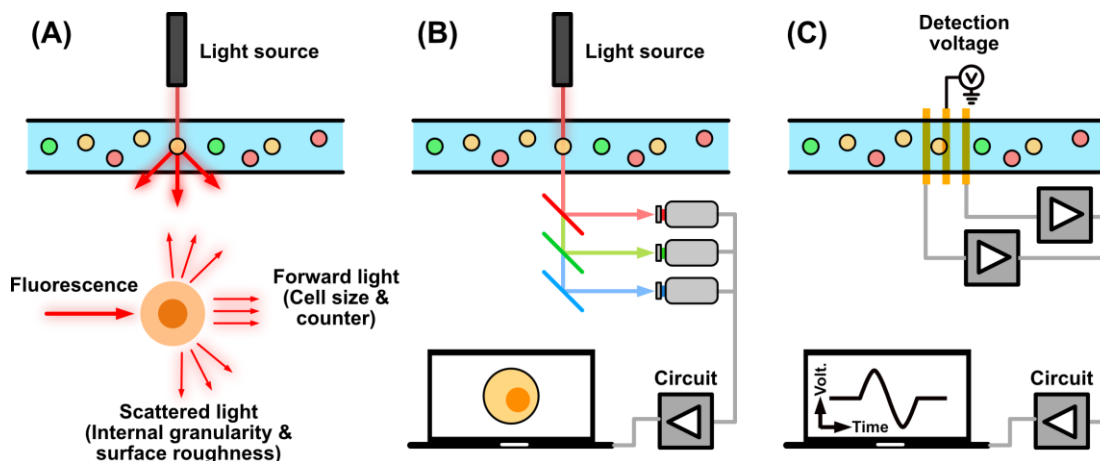 (A)
Light source
Fluorescence
Forward light
(Cell size &
counter)
Scattered light
(Internal granularity &
surface roughness)
(B)
Light source
Circuit
(C)
Detection
voltage
V
Volt.
Time
Circuit